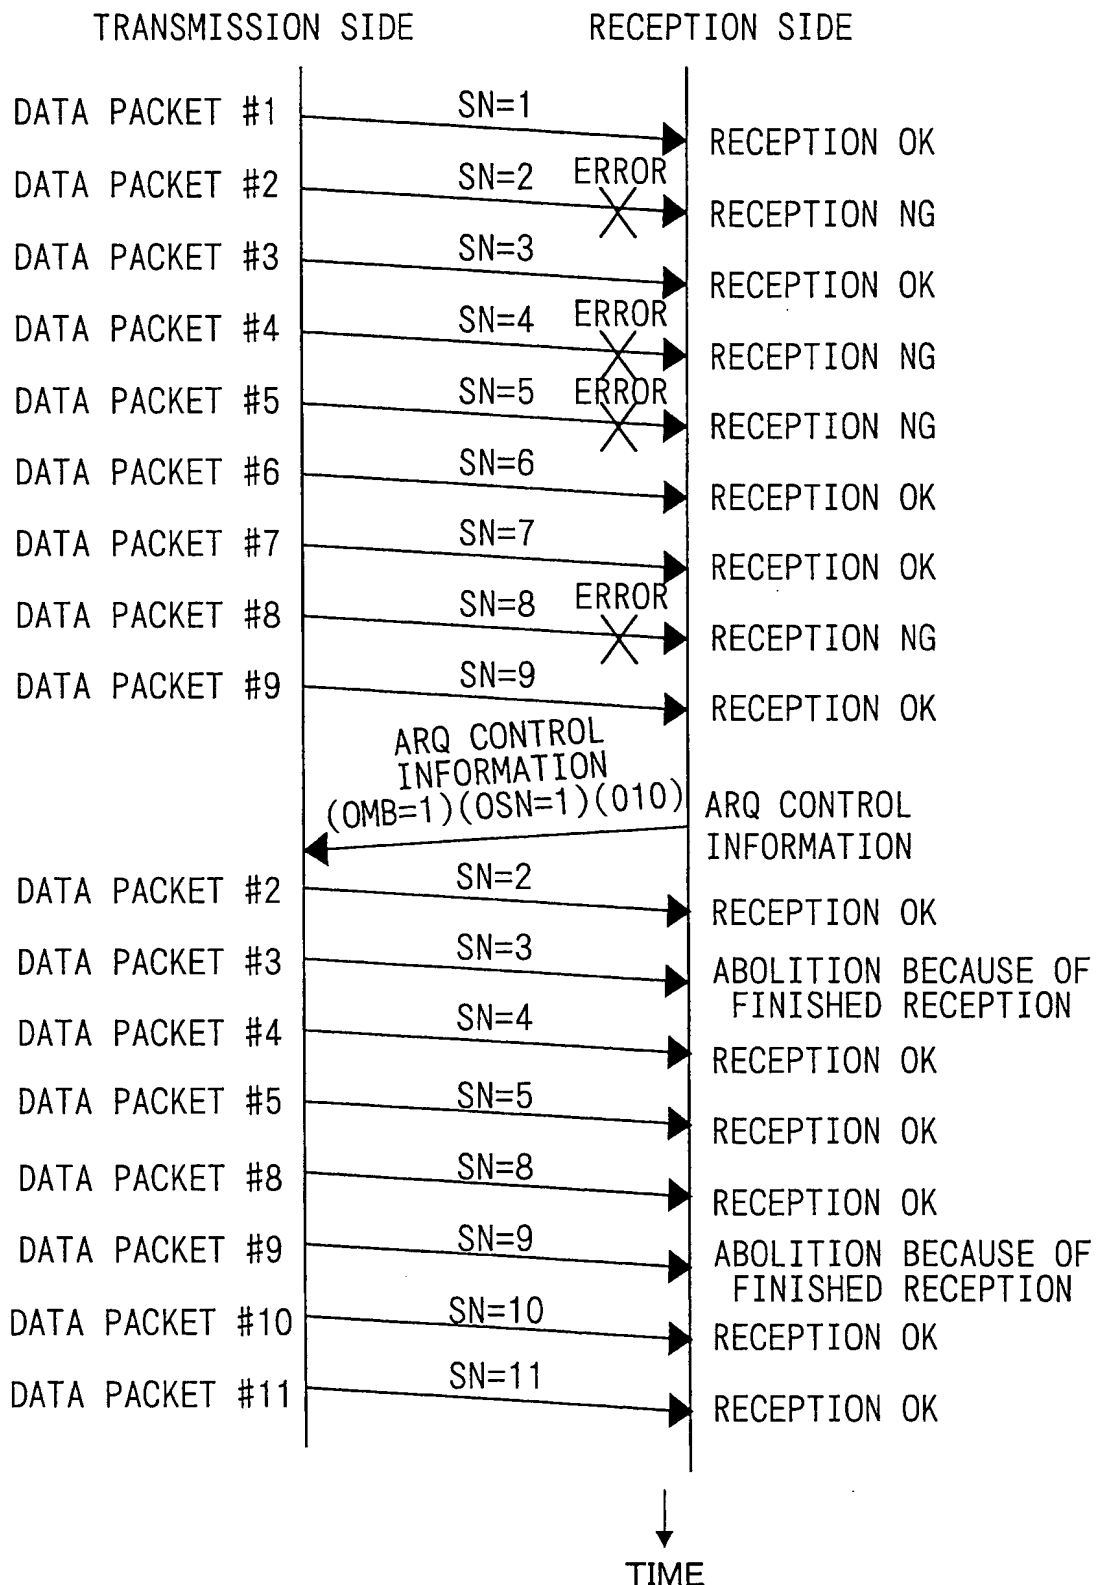 TRANSMISSION SIDE RECEPTION SIDE
DATA PACKET #1 SN=1 RECEPTION OK
DATA PACKET #2 SN=2 ERROR RECEPTION NG
DATA PACKET #3 SN=3 RECEPTION OK
DATA PACKET #4 SN=4 ERROR RECEPTION NG
DATA PACKET #5 SN=5 ERROR RECEPTION NG
DATA PACKET #6 SN=6 RECEPTION OK
DATA PACKET #7 SN=7 RECEPTION OK
DATA PACKET #8 SN=8 ERROR RECEPTION NG
DATA PACKET #9 SN=9 RECEPTION OK
ARQ CONTROL
INFORMATION
(OMB=1)(OSN=1)(010)
ARQ CONTROL
INFORMATION
DATA PACKET #2 SN=2 RECEPTION OK
DATA PACKET #3 SN=3 ABOLITION BECAUSE OF
FINISHED RECEPTION
DATA PACKET #4 SN=4 RECEPTION OK
DATA PACKET #5 SN=5 RECEPTION OK
DATA PACKET #8 SN=8 RECEPTION OK
DATA PACKET #9 SN=9 ABOLITION BECAUSE OF
FINISHED RECEPTION
DATA PACKET #10 SN=10 RECEPTION OK
DATA PACKET #11 SN=11 RECEPTION OK
TIME